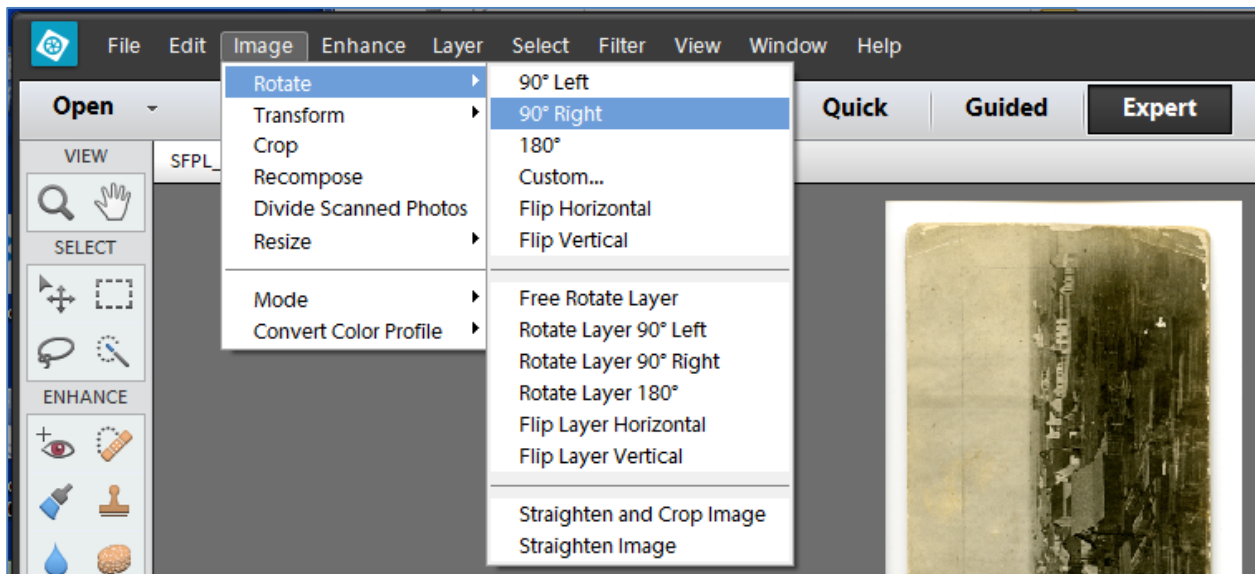 File Edit Image Enhance Layer Select Filter View Window Help
Open Quick Guided Expert
VIEW
SFPL_
SELECT
ENHANCE
Rotate
Transform
Crop
Recompose
Divide Scanned Photos
Resize
Mode
Convert Color Profile
90° Left
90° Right
180°
Custom...
Flip Horizontal
Flip Vertical
Free Rotate Layer
Rotate Layer 90° Left
Rotate Layer 90° Right
Rotate Layer 180°
Flip Layer Horizontal
Flip Layer Vertical
Straighten and Crop Image
Straighten Image